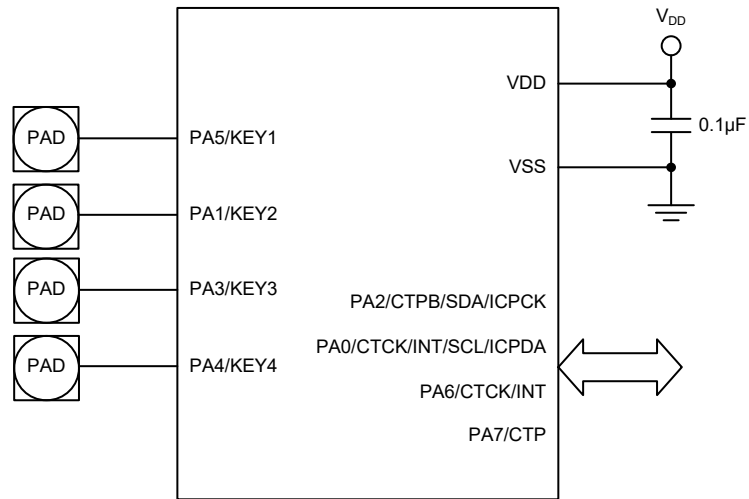 V_DD
VDD
0.1µF
VSS
PAD PA5/KEY1
PAD PA1/KEY2
PAD PA3/KEY3
PAD PA4/KEY4
PA2/CTPB/SDA/ICPCK
PA0/CTCK/INT/SCL/ICPDA
PA6/CTCK/INT
PA7/CTP